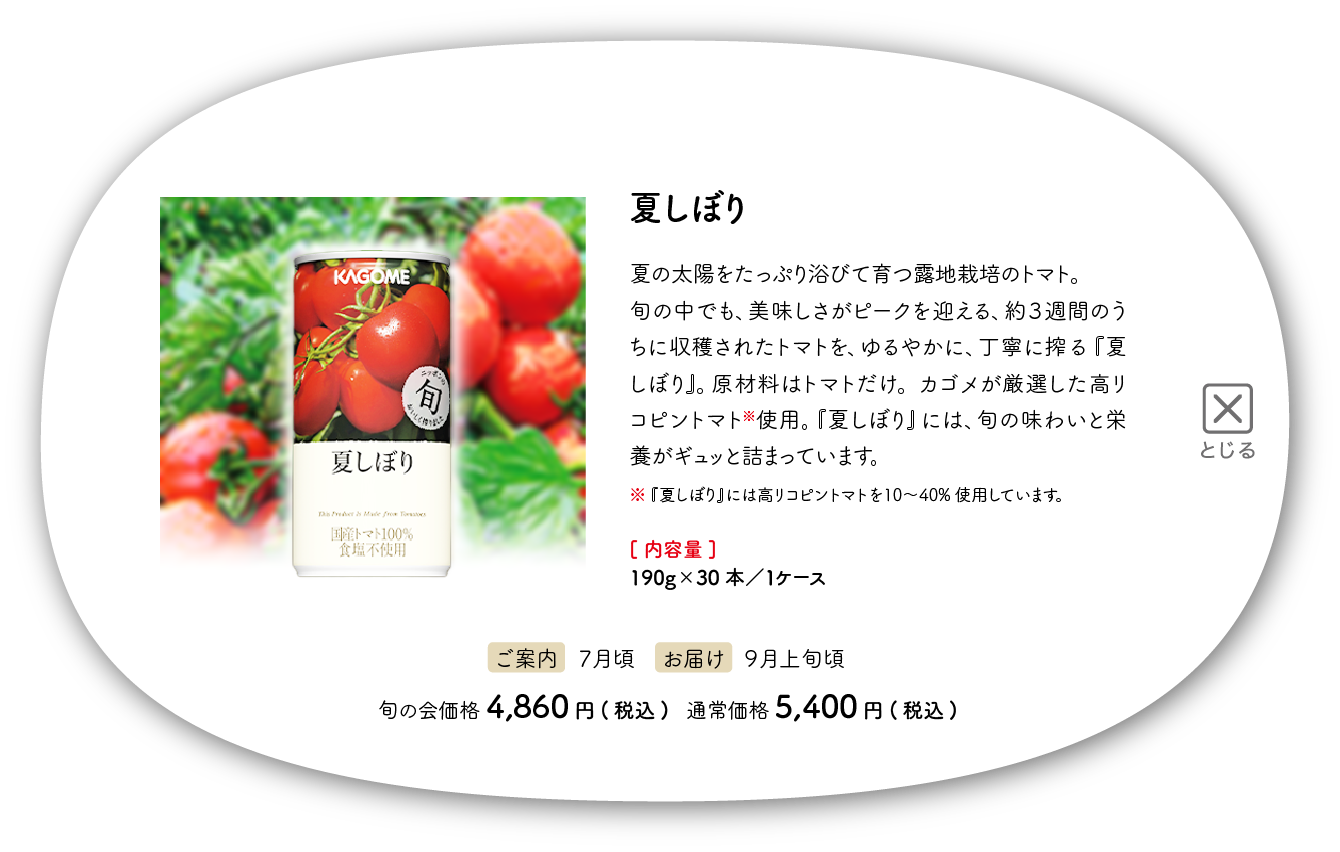 夏しぼり
夏の太陽をたっぷり浴びて育つ露地栽培のトマト。
旬の中でも、美味しさがピークを迎える、約3週間のう
ちに収穫されたトマトを、ゆるやかに、丁寧に搾る『夏
しぼり』。原材料はトマトだけ。カゴメが厳選した高リ
コピントマト※使用。『夏しぼり』には、旬の味わいと栄
養がギュッと詰まっています。
※『夏しぼり』には高リコピントマトを10〜40% 使用しています。
[ 内容量 ]
190g×30 本／1ケース
KAGOME
ニッポンの
旬
おいしく搾りました
夏しぼり
This Product Is Made from Tomatoes
国産トマト100%
食塩不使用
とじる
ご案内 7月頃 お届け 9月上旬頃
旬の会価格 4,860 円 ( 税込 ) 通常価格 5,400 円 ( 税込 )